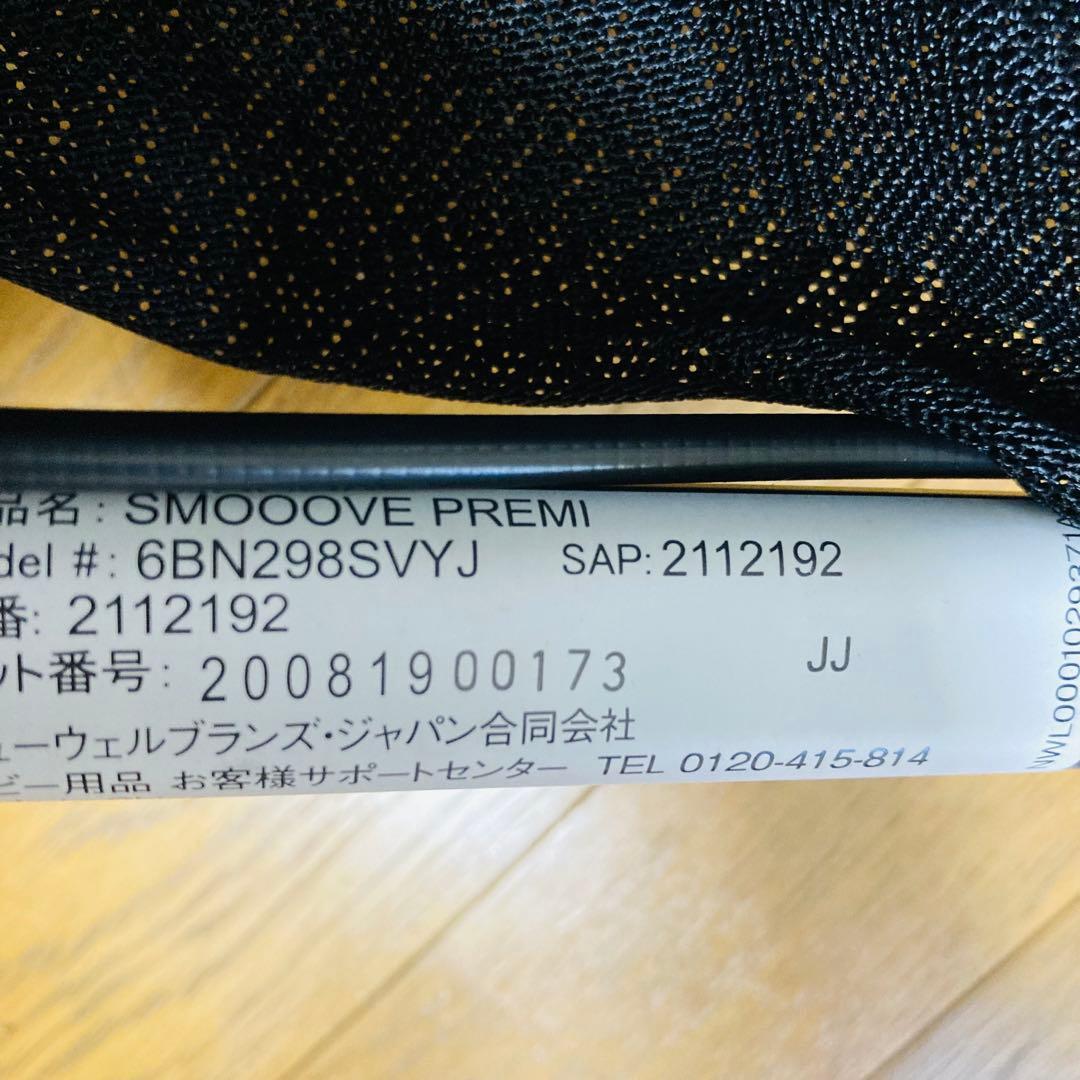 品名: SMOOOVE PREMI
del #: 6BN298SVYJ SAP: 2112192
番: 2112192
ット番号: 20081900173
JJ
ューウェルブランズ・ジャパン合同会社
ビー用品 お客様サポートセンター TEL 0120-415-814
NWL0001029371A